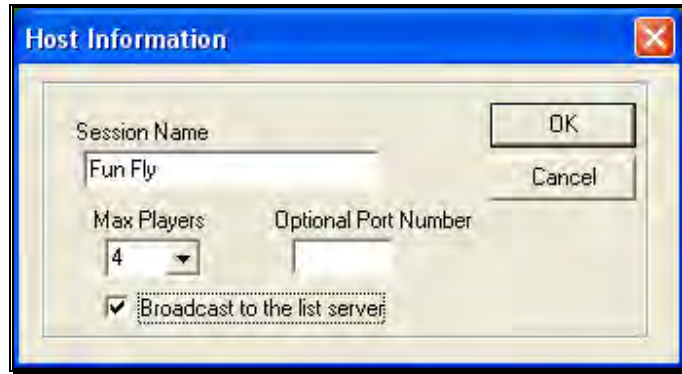 Host Information
Session Name
Fun Fly
OK
Cancel
Max Players
Optional Port Number
4
Broadcast to the list server